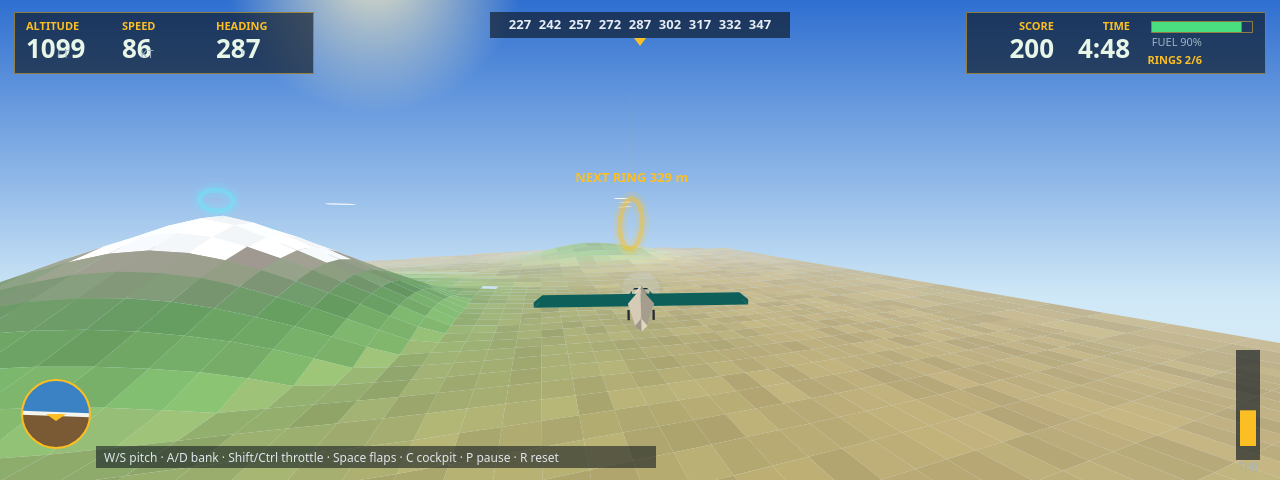 ALTITUDE SPEED HEADING
1099 86 287
227 242 257 272 287 302 317 332 347
SCORE TIME
200 4:48
FUEL 90%
RINGS 2/6
NEXT RING 329 m
W/S pitch · A/D bank · Shift/Ctrl throttle · Space flaps · C cockpit · P pause · R reset